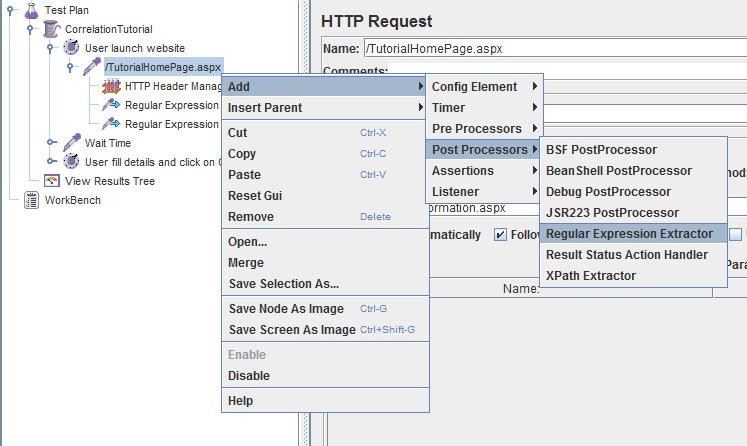 Test Plan
CorrelationTutorial
User launch website
/TutorialHomePage.aspx
HTTP Header Manag
Regular Expression
Regular Expression
Wait Time
User fill details and click on
View Results Tree
WorkBench
HTTP Request
Name: /TutorialHomePage.aspx
Comments:
Add
Insert Parent
Cut Ctrl-X
Copy Ctrl-C
Paste Ctrl-V
Reset Gui
Remove Delete
Open...
Merge
Save Selection As...
Save Node As Image Ctrl-G
Save Screen As Image Ctrl+Shift-G
Enable
Disable
Help
Config Element
Timer
Pre Processors
Post Processors
Assertions
Listener
BSF PostProcessor
BeanShell PostProcessor
Debug PostProcessor
JSR223 PostProcessor
Regular Expression Extractor
Result Status Action Handler
XPath Extractor
ormation.aspx
matically Follow
Name: